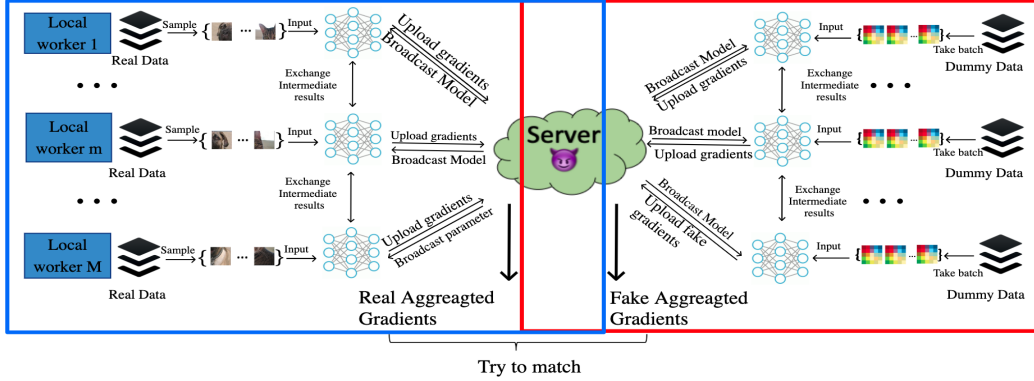 Local
worker 1
Real Data
Sample
{ ... }
Input
Upload gradients
Broadcast Model
Exchange
Intermediate
results
Local
worker m
Real Data
Sample
{ ... }
Input
Upload gradients
Broadcast Model
Exchange
Intermediate
results
Local
worker M
Real Data
Sample
{ ... }
Input
Upload gradients
Broadcast parameter
Real Aggreagted
Gradients
Server
Broadcast Model
Upload gradients
Input
{ ... }
Take batch
Dummy Data
Exchange
Intermediate
results
Broadcast model
Upload gradients
Input
{ ... }
Take batch
Dummy Data
Exchange
Intermediate
results
Broadcast Model
Upload fake
gradients
Input
{ ... }
Take batch
Dummy Data
Fake Aggreagted
Gradients
Try to match